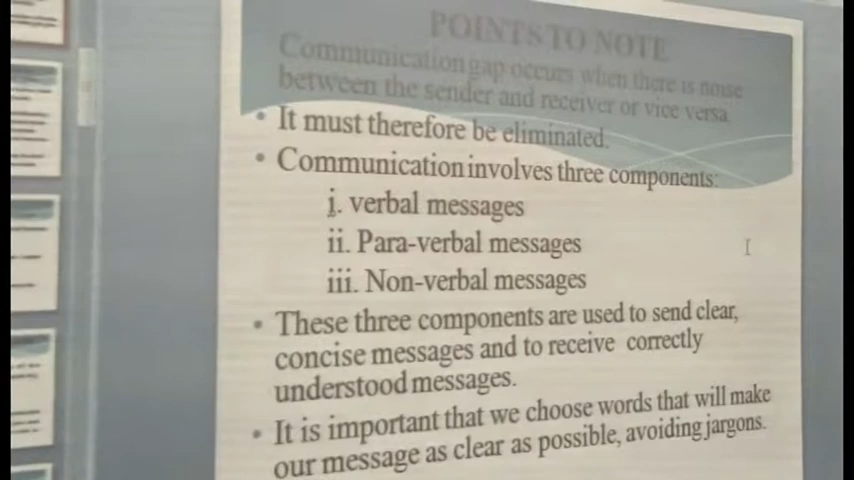 POINTS TO NOTE
Communication gap occurs when there is noise
between the sender and receiver or vice versa.
• It must therefore be eliminated.
• Communication involves three components:
i. verbal messages
ii. Para-verbal messages
iii. Non-verbal messages
• These three components are used to send clear,
concise messages and to receive correctly
understood messages.
• It is important that we choose words that will make
our message as clear as possible, avoiding jargons.